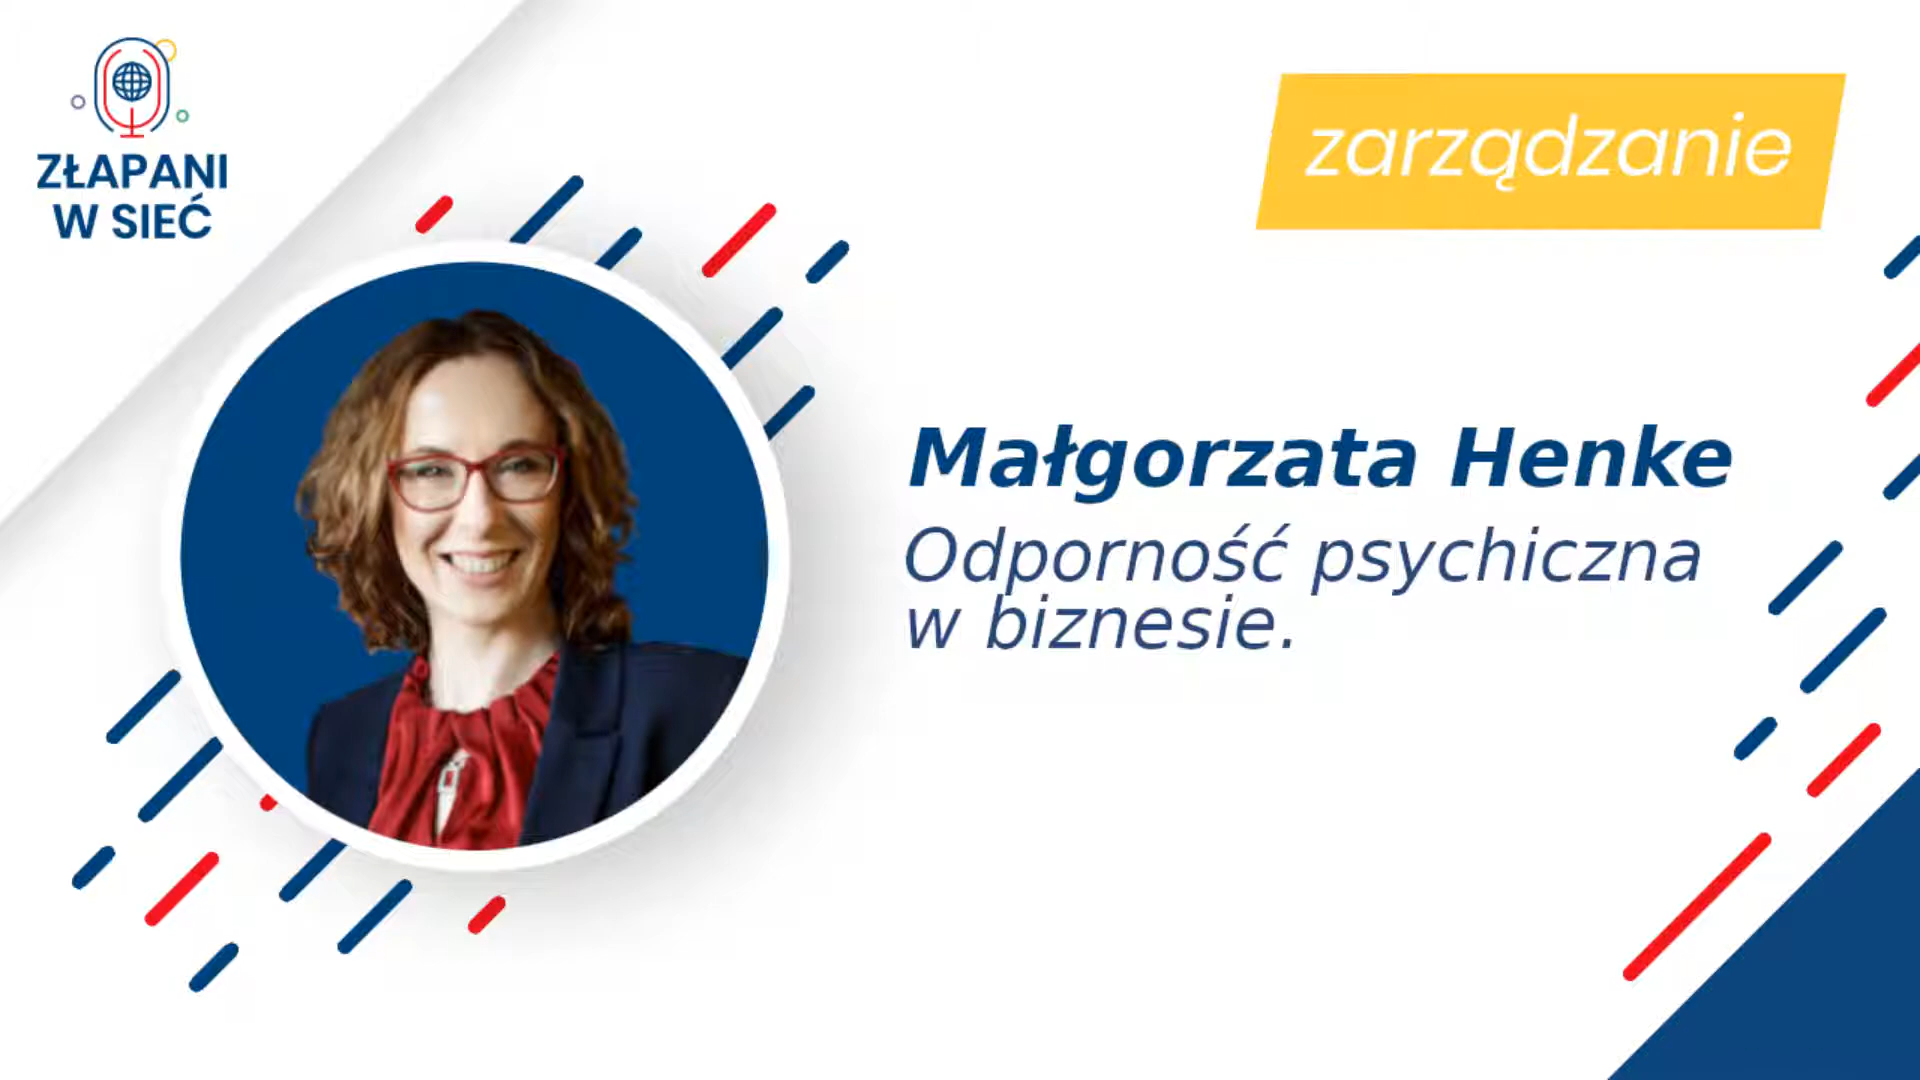 ZŁAPANI
W SIEĆ
zarządzanie
Małgorzata Henke
Odporność psychiczna
w biznesie.